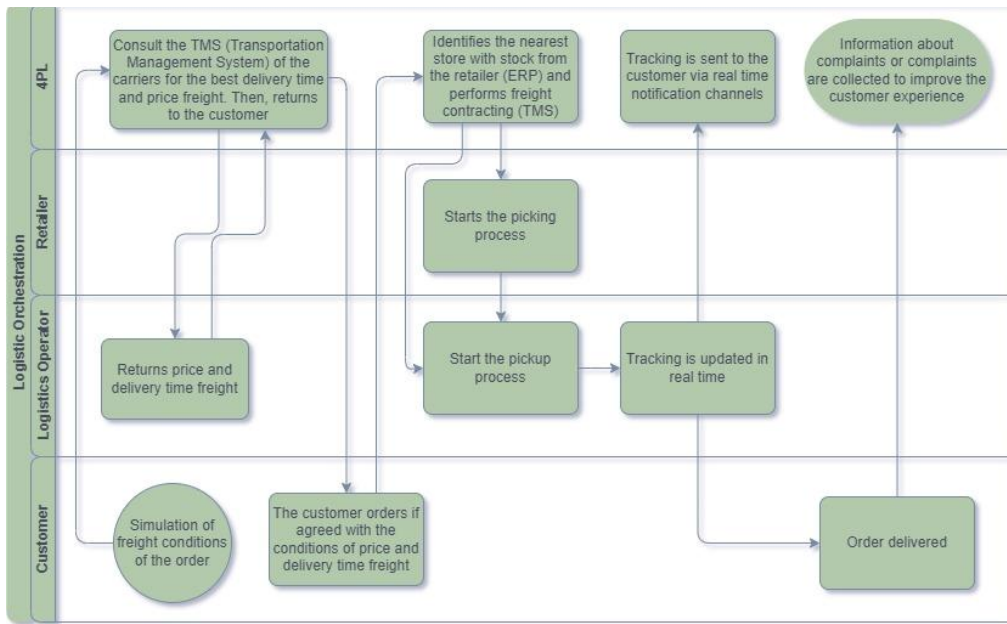 Logistic Orchestration
4PL
Consult the TMS (Transportation
Management System) of the
carriers for the best delivery time
and price freight. Then, returns
to the customer
Identifies the nearest
store with stock from
the retailer (ERP) and
performs freight
contracting (TMS)
Tracking is sent to the
customer via real time
notification channels
Information about
complaints or complaints
are collected to improve the
customer experience
Retailer
Starts the picking
process
Logistics Operator
Returns price and
delivery time freight
Start the pickup
process
Tracking is updated in
real time
Customer
Simulation of
freight conditions
of the order
The customer orders if
agreed with the
conditions of price and
delivery time freight
Order delivered